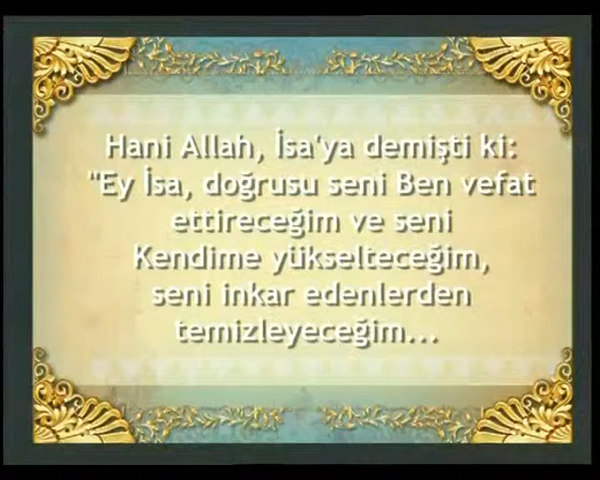 Hani Allah, İsa'ya demişti ki:
"Ey İsa, doğrusu seni Ben vefat
ettireceğim ve seni
Kendime yükselteceğim,
seni inkar edenlerden
temizleyeceğim...